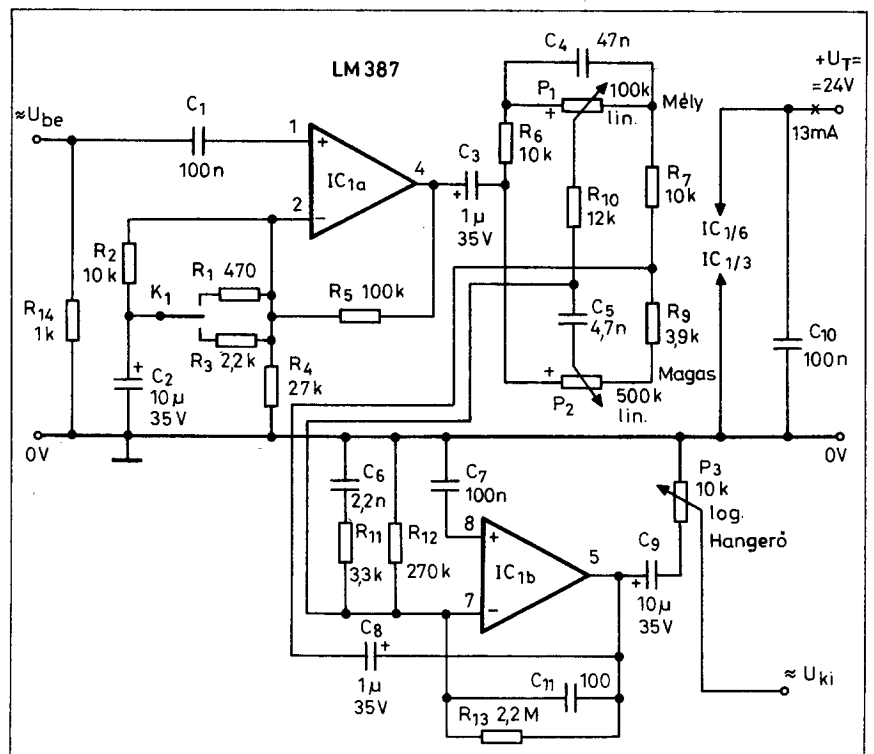 LM387
≈U_be
C1
100n
1
+
IC1a
4
2
−
R2
10k
K1
R1 470
R3 2,2k
R4
27k
R5 100k
R14
1k
C2
+
10µ
35V
0V
C3
+
1µ
35V
C4 47n
P1
+
100k
lin.
Mély
R6
10k
R10
12k
R7
10k
C5
4,7n
R9
3,9k
Magas
P2
+
500k
lin.
+U_T=
=24V
13mA
IC1/6
IC1/3
C10
100n
0V
C6
2,2n
R11
3,3k
R12
270k
C7
100n
8
+
IC1b
5
7
−
C8
+
1µ
35V
C11 100
R13 2,2M
C9
+
10µ
35V
P3
10k
log.
Hangerő
≈ U_ki